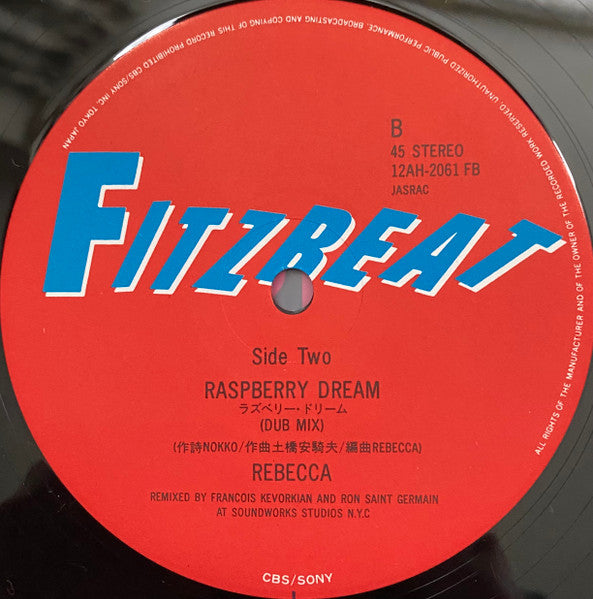 ALL RIGHTS OF THE MANUFACTURER AND OF THE OWNER OF THE RECORDED WORK RESERVED. UNAUTHORIZED PUBLIC PERFORMANCE, BROADCASTING AND COPYING OF THIS RECORD PROHIBITED CBS/SONY INC. TOKYO JAPAN
B
45 STEREO
12AH-2061 FB
JASRAC
FITZBEAT
Side Two
RASPBERRY DREAM
ラズベリー・ドリーム
(DUB MIX)
(作詩NOKKO/作曲土橋安騎夫/編曲REBECCA)
REBECCA
REMIXED BY FRANCOIS KEVORKIAN AND RON SAINT GERMAIN
AT SOUNDWORKS STUDIOS N.Y.C
CBS/SONY